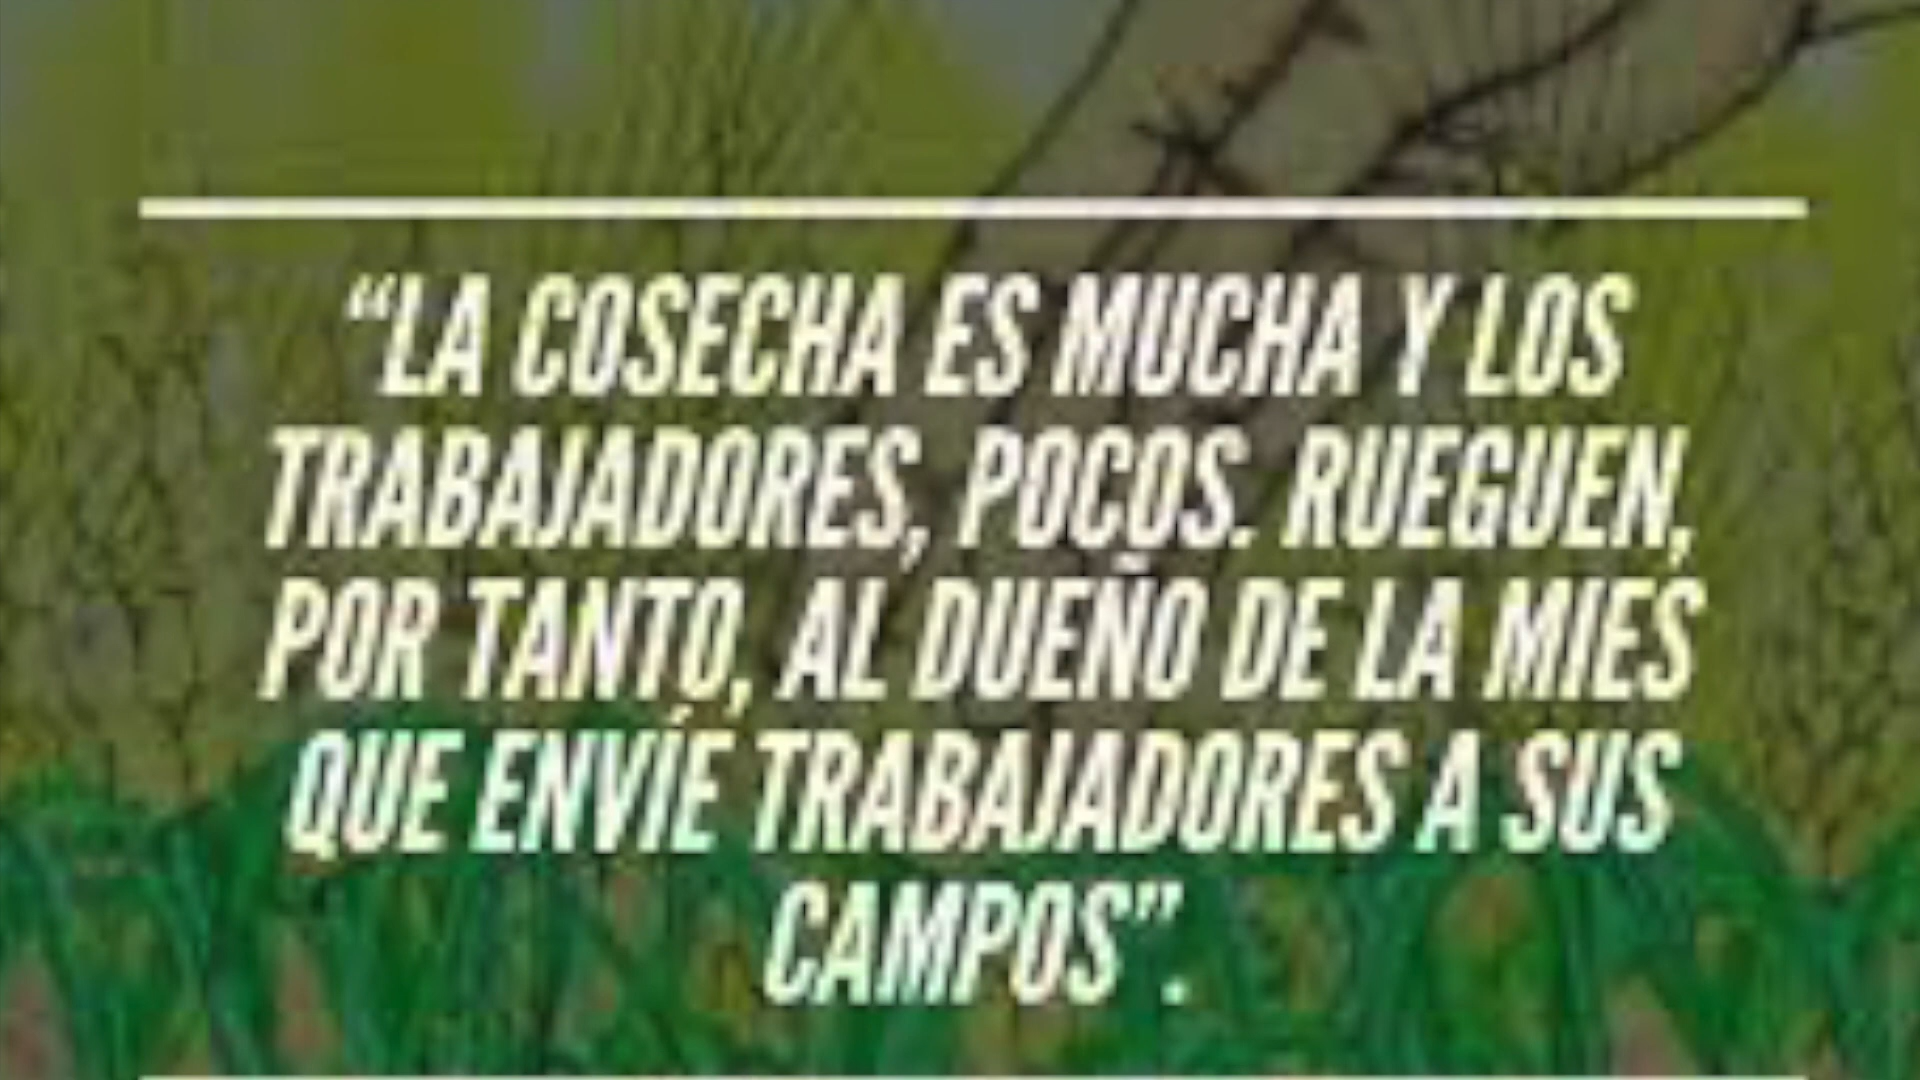 “LA COSECHA ES MUCHA Y LOS
TRABAJADORES, POCOS. RUEGUEN,
POR TANTO, AL DUEÑO DE LA MIES
QUE ENVÍE TRABAJADORES A SUS
CAMPOS”.